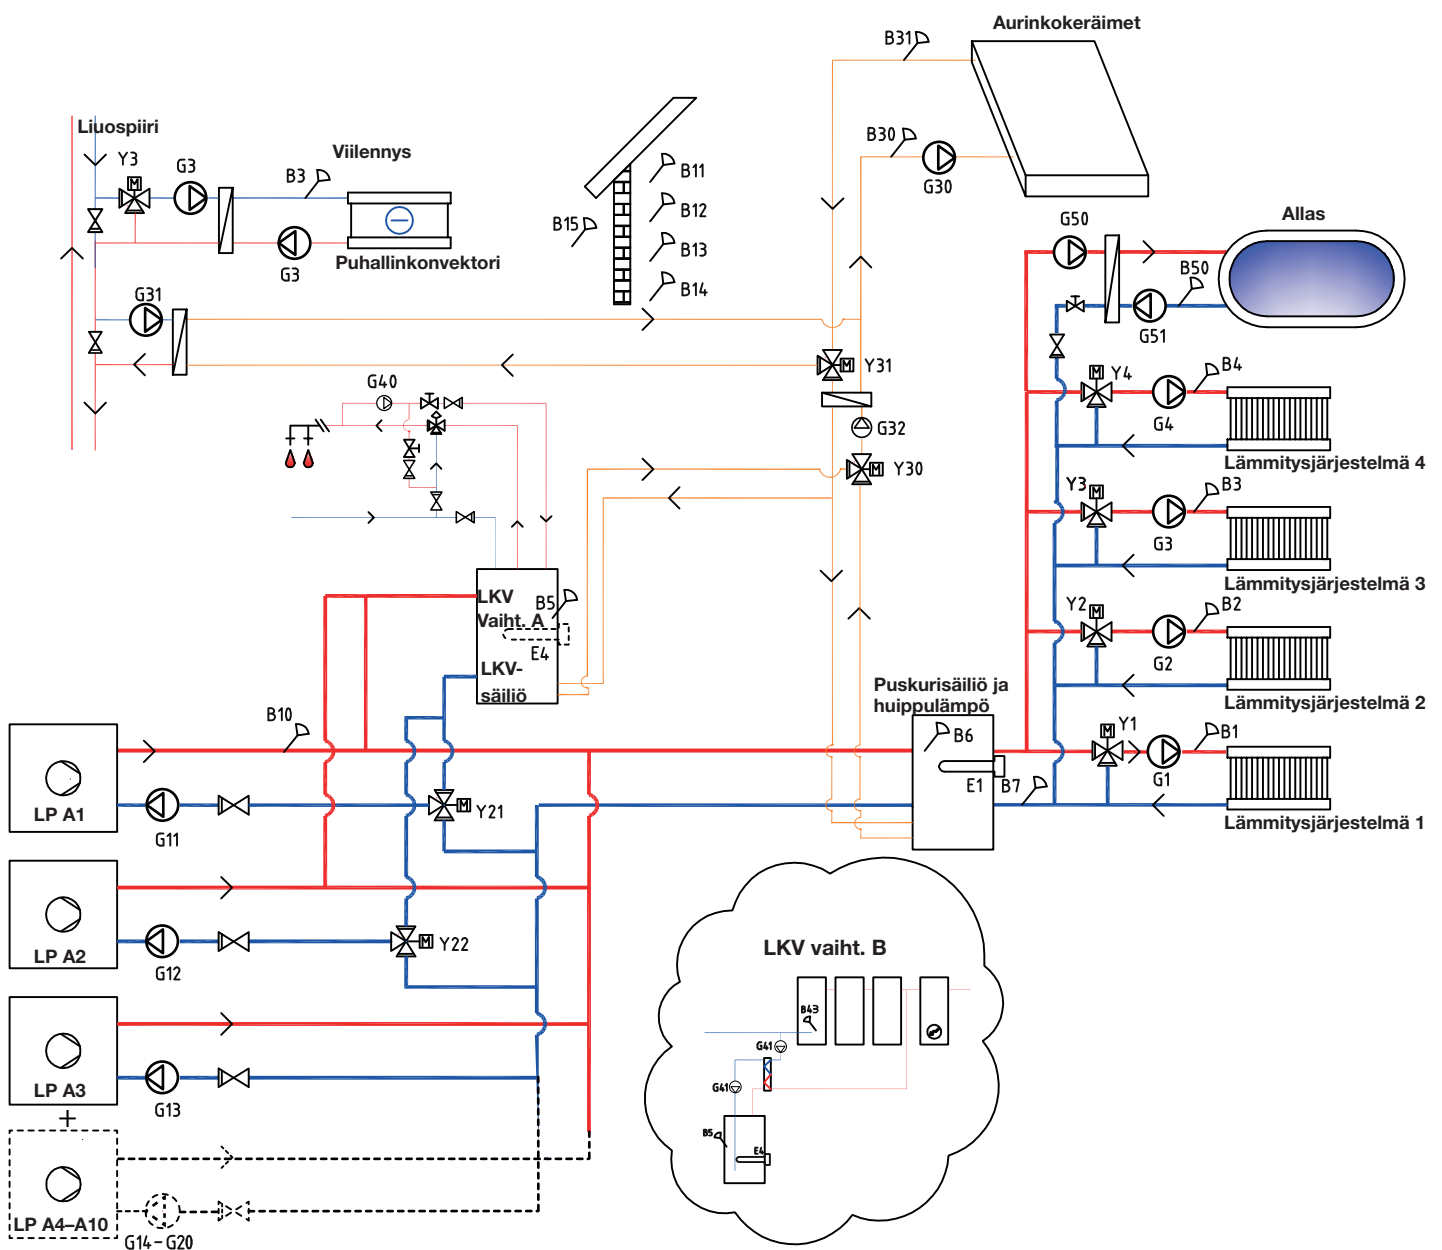 Aurinkokeräimet
B31
B30
G30
Liuospiiri
Y3
G3
B3
Viilennys
G3
Puhallinkonvektori
G31
B15
B11
B12
B13
B14
G50
Allas
B50
G51
Y31
G32
Y30
G40
Y4
G4
B4
Lämmitysjärjestelmä 4
Y3
G3
B3
Lämmitysjärjestelmä 3
Y2
G2
B2
Lämmitysjärjestelmä 2
Y1
G1
B1
Lämmitysjärjestelmä 1
LKV
Vaiht. A
B5
E4
LKV-
säiliö
Puskurisäiliö ja
huippulämpö
B6
E1
B7
B10
LP A1
G11
Y21
LP A2
G12
Y22
LP A3
G13
+
LP A4–A10
G14–G20
LKV vaiht. B
B43
G41
G41
B5
E4
M
M
M
M
M
M
M
M
M